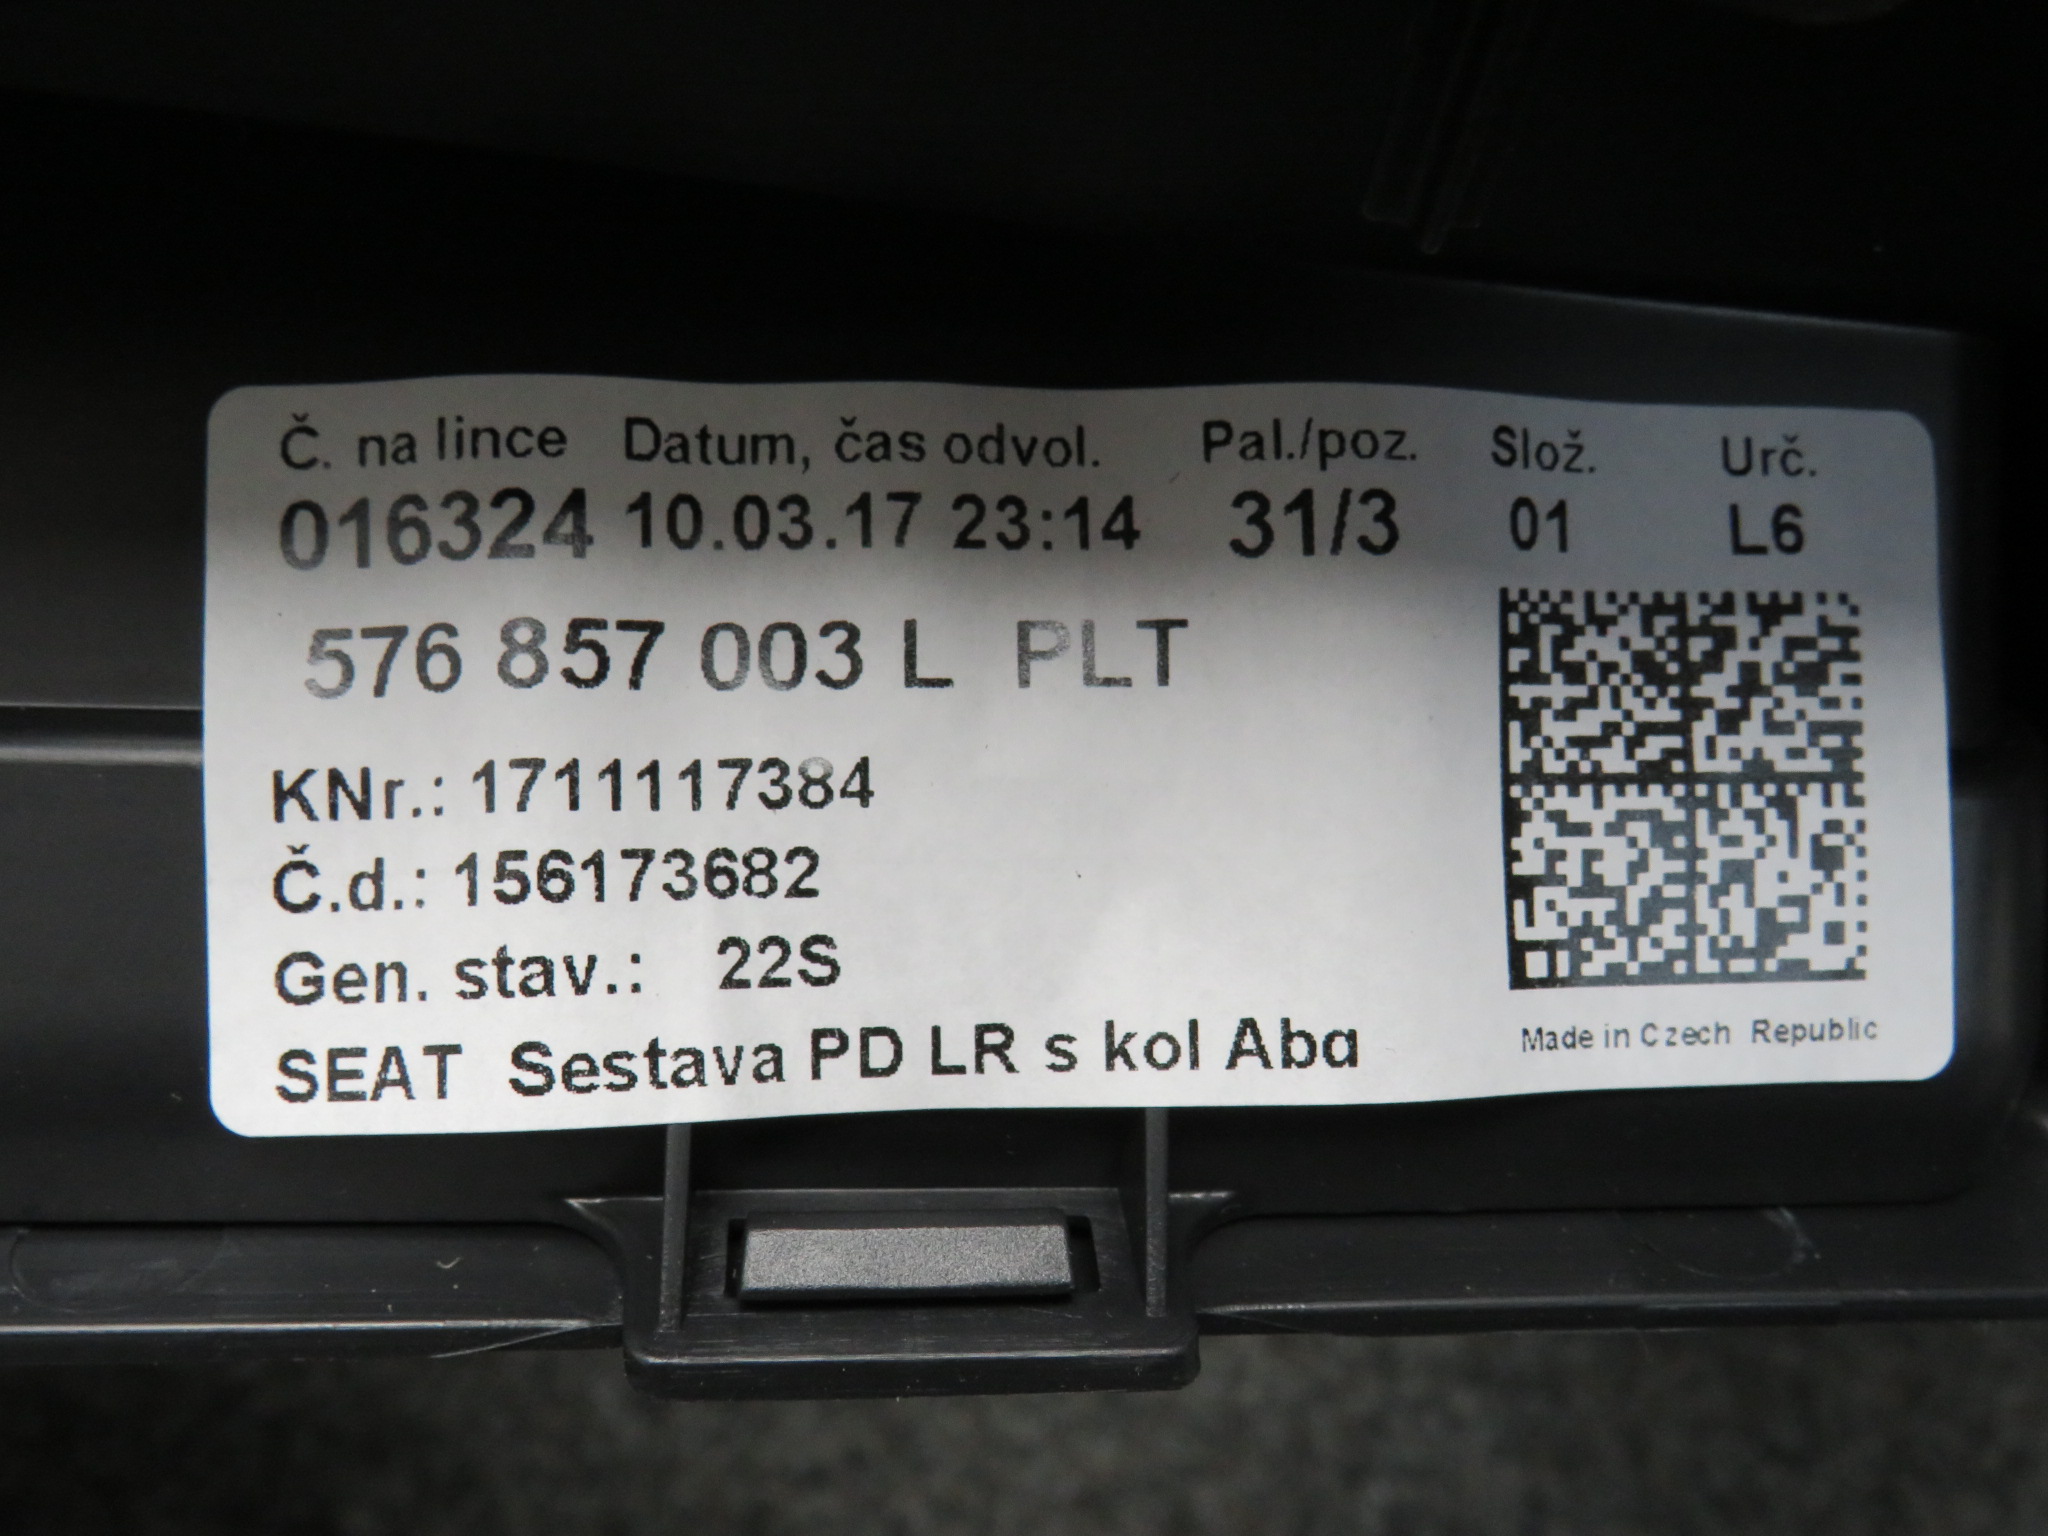 Č. na lince Datum, čas odvol. Pal./poz. Slož. Urč.
016324 10.03.17 23:14 31/3 01 L6
576 857 003 L PLT
KNr.: 1711117384
Č.d.: 156173682
Gen. stav.: 22S
SEAT Sestava PD LR s kol Aba
Made in Czech Republic